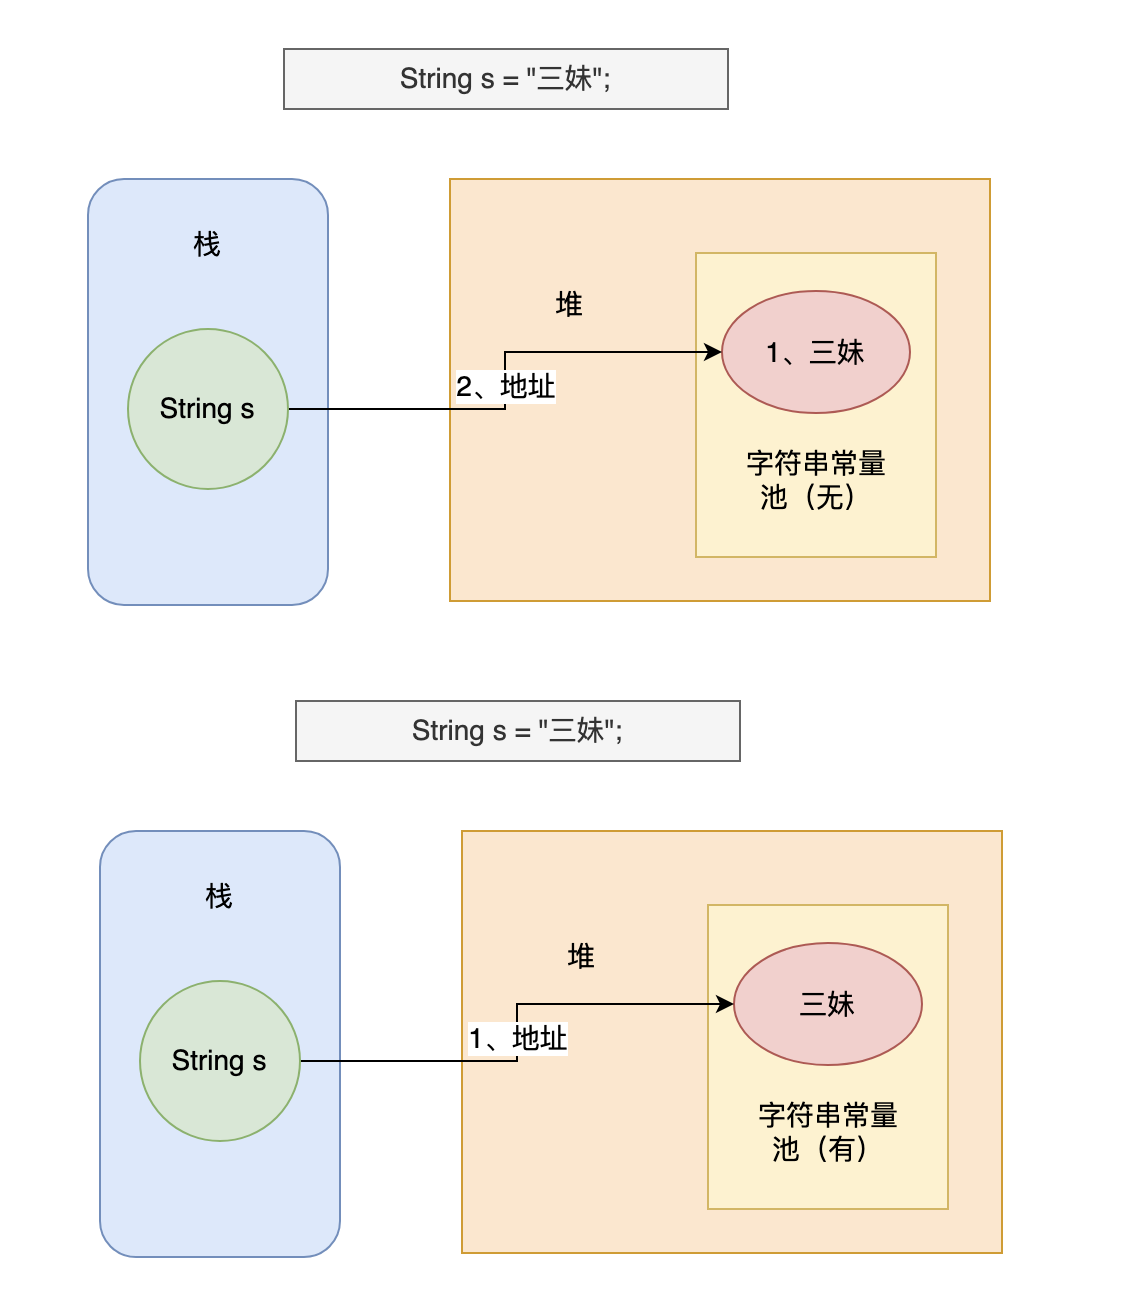 String s = "三妹";
栈
堆
1、三妹
2、地址
String s
字符串常量
池（无）
String s = "三妹";
栈
堆
三妹
1、地址
String s
字符串常量
池（有）